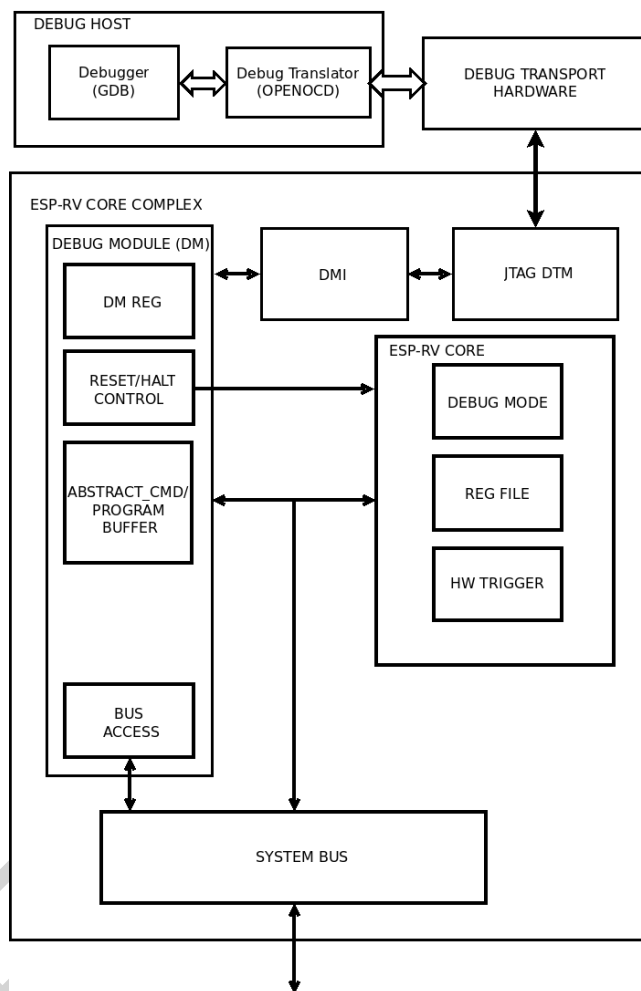 DEBUG HOST
Debugger
(GDB)
Debug Translator
(OPENOCD)
DEBUG TRANSPORT
HARDWARE
ESP-RV CORE COMPLEX
DEBUG MODULE (DM)
DM REG
DMI
JTAG DTM
RESET/HALT
CONTROL
ESP-RV CORE
DEBUG MODE
ABSTRACT_CMD/
PROGRAM
BUFFER
REG FILE
HW TRIGGER
BUS
ACCESS
SYSTEM BUS